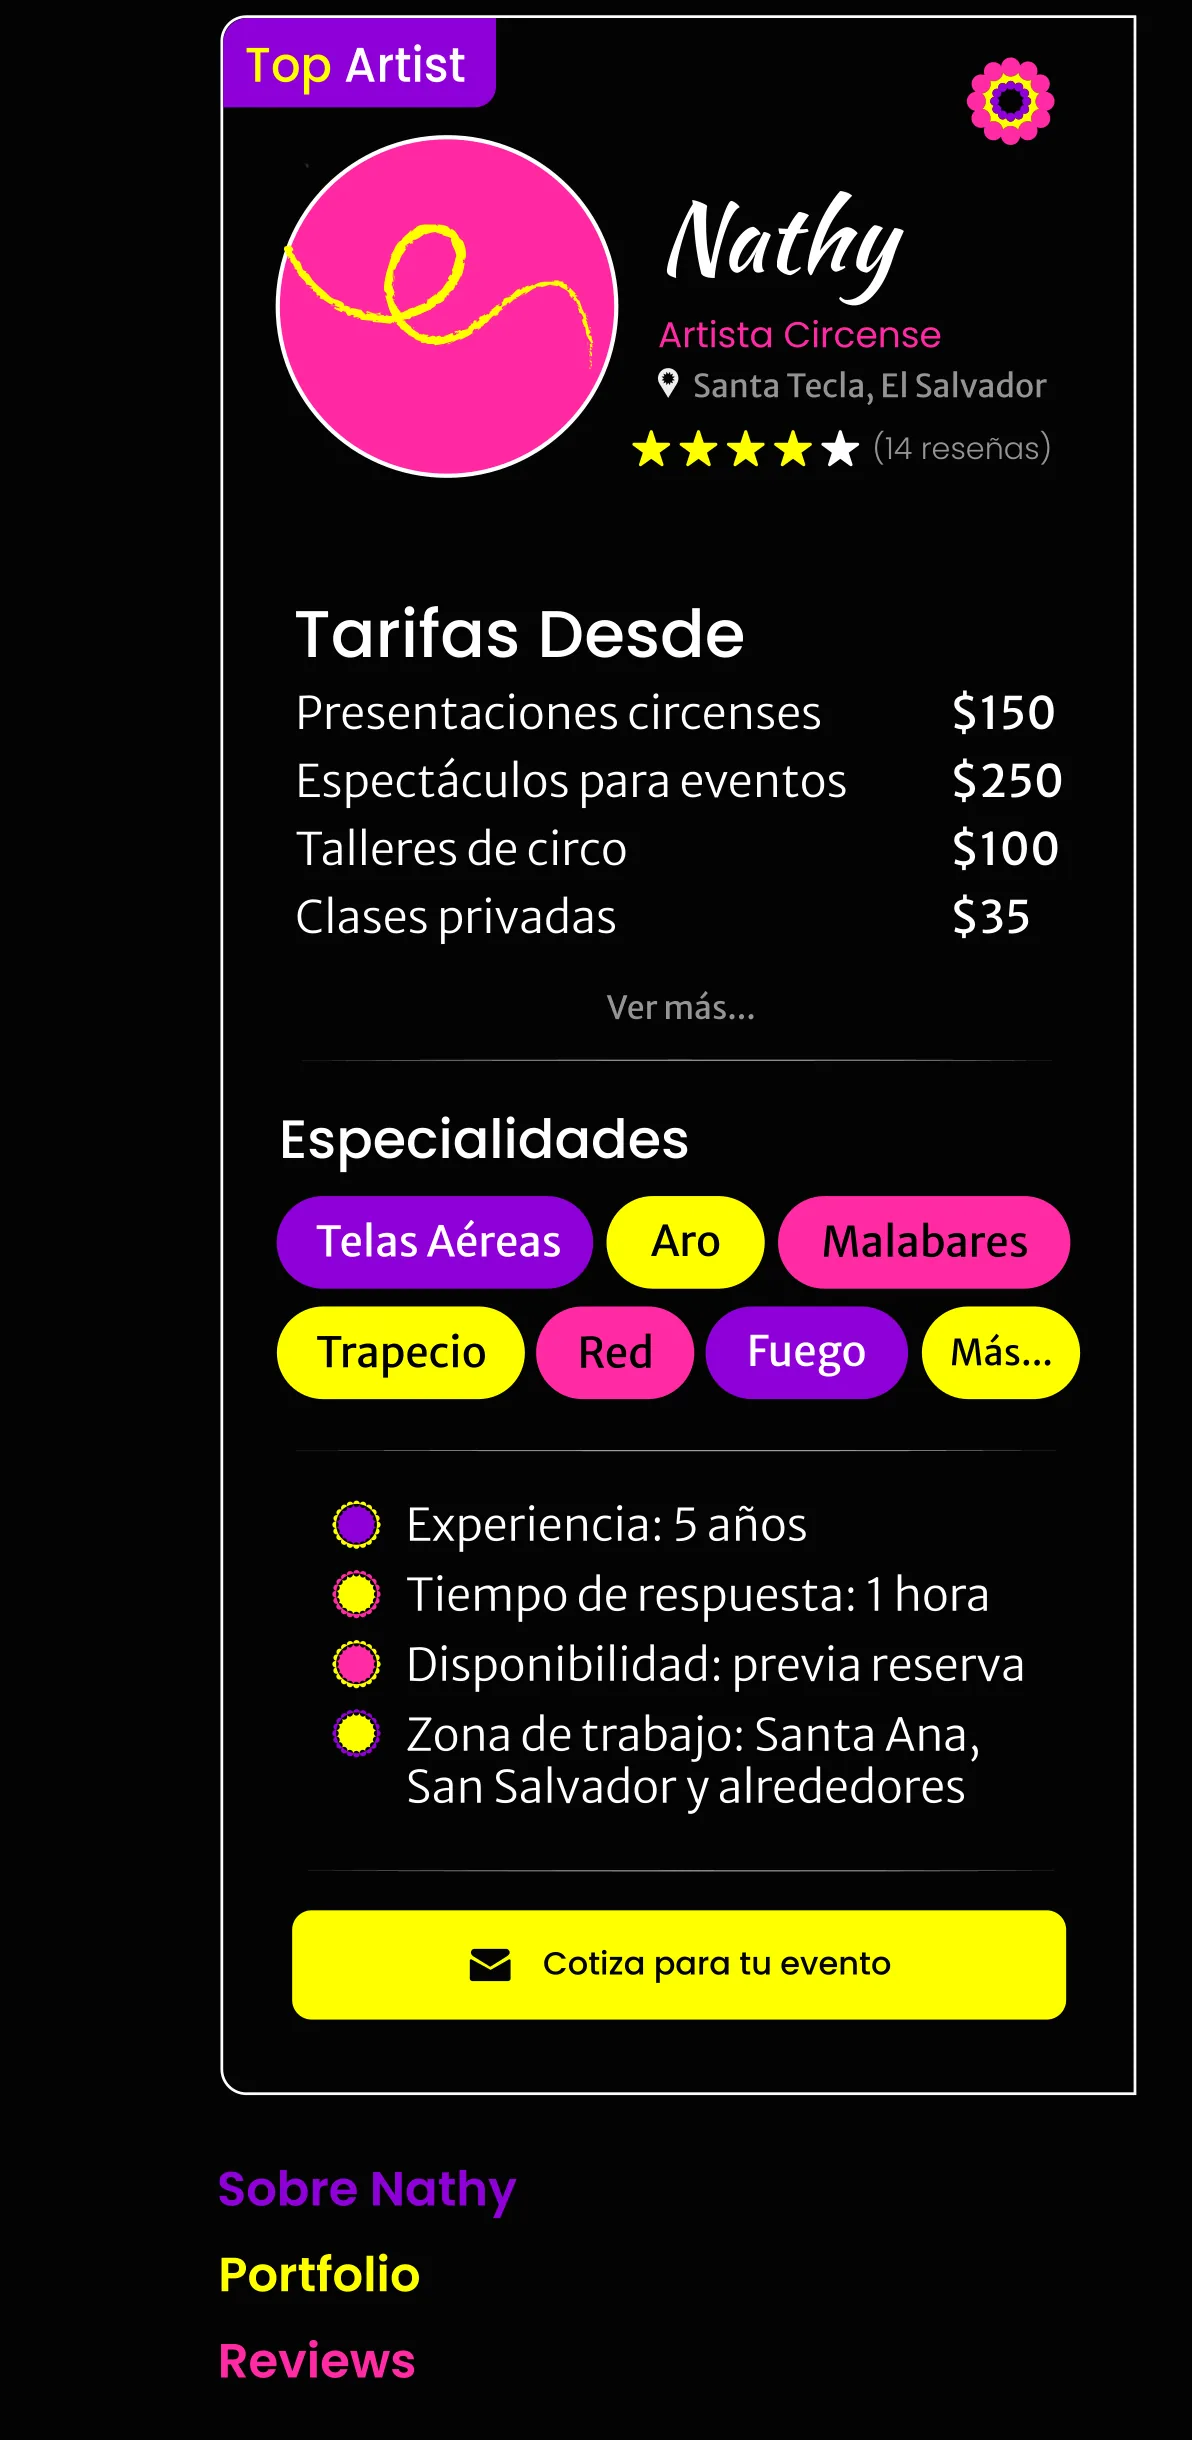 Top Artist
Nathy
Artista Circense
Santa Tecla, El Salvador
(14 reseñas)
Tarifas Desde
Presentaciones circenses $150
Espectáculos para eventos $250
Talleres de circo $100
Clases privadas $35
Ver más...
Especialidades
Telas Aéreas Aro Malabares
Trapecio Red Fuego Más...
Experiencia: 5 años
Tiempo de respuesta: 1 hora
Disponibilidad: previa reserva
Zona de trabajo: Santa Ana,
San Salvador y alrededores
Cotiza para tu evento
Sobre Nathy
Portfolio
Reviews